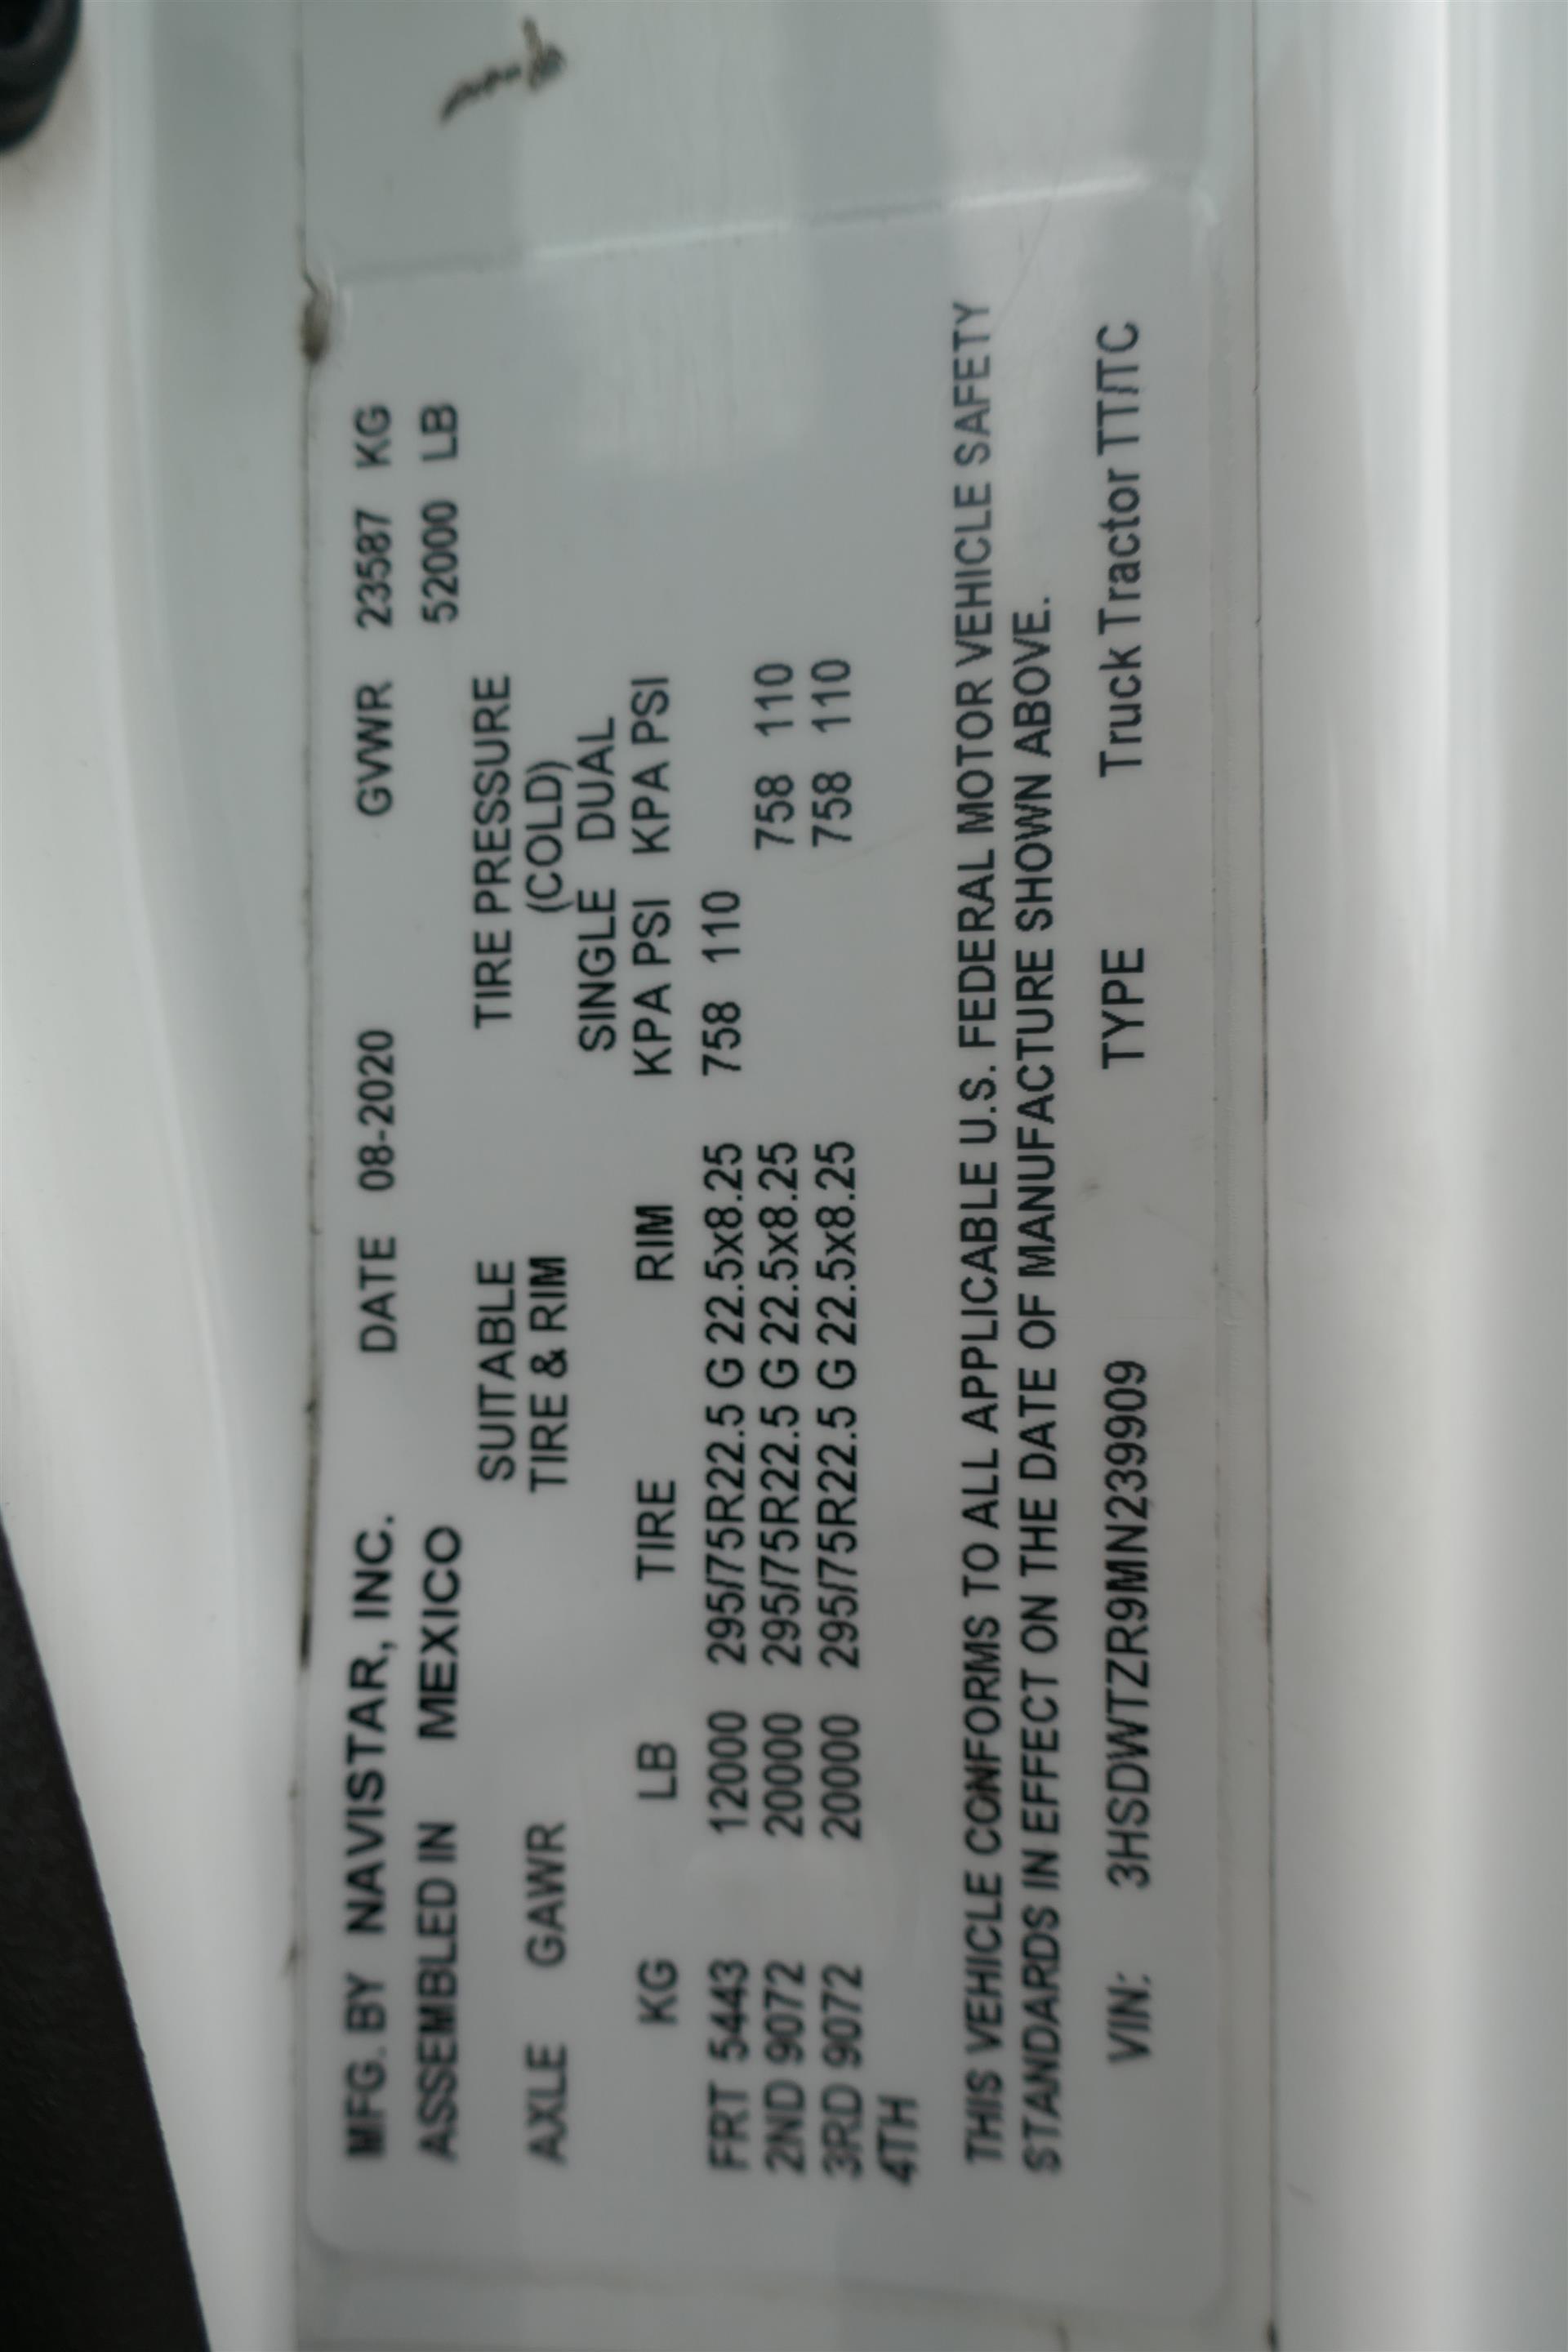 MFG. BY NAVISTAR, INC. DATE 08-2020 GVWR 23587 KG
ASSEMBLED IN MEXICO 52000 LB
SUITABLE TIRE PRESSURE
AXLE GAWR TIRE & RIM (COLD)
SINGLE DUAL
KG LB TIRE RIM KPA PSI KPA PSI
FRT 5443 12000 295/75R22.5 G 22.5x8.25 758 110
2ND 9072 20000 295/75R22.5 G 22.5x8.25 758 110
3RD 9072 20000 295/75R22.5 G 22.5x8.25 758 110
4TH
THIS VEHICLE CONFORMS TO ALL APPLICABLE U.S. FEDERAL MOTOR VEHICLE SAFETY
STANDARDS IN EFFECT ON THE DATE OF MANUFACTURE SHOWN ABOVE.
VIN: 3HSDWTZR9MN239909 TYPE Truck Tractor TT/TC